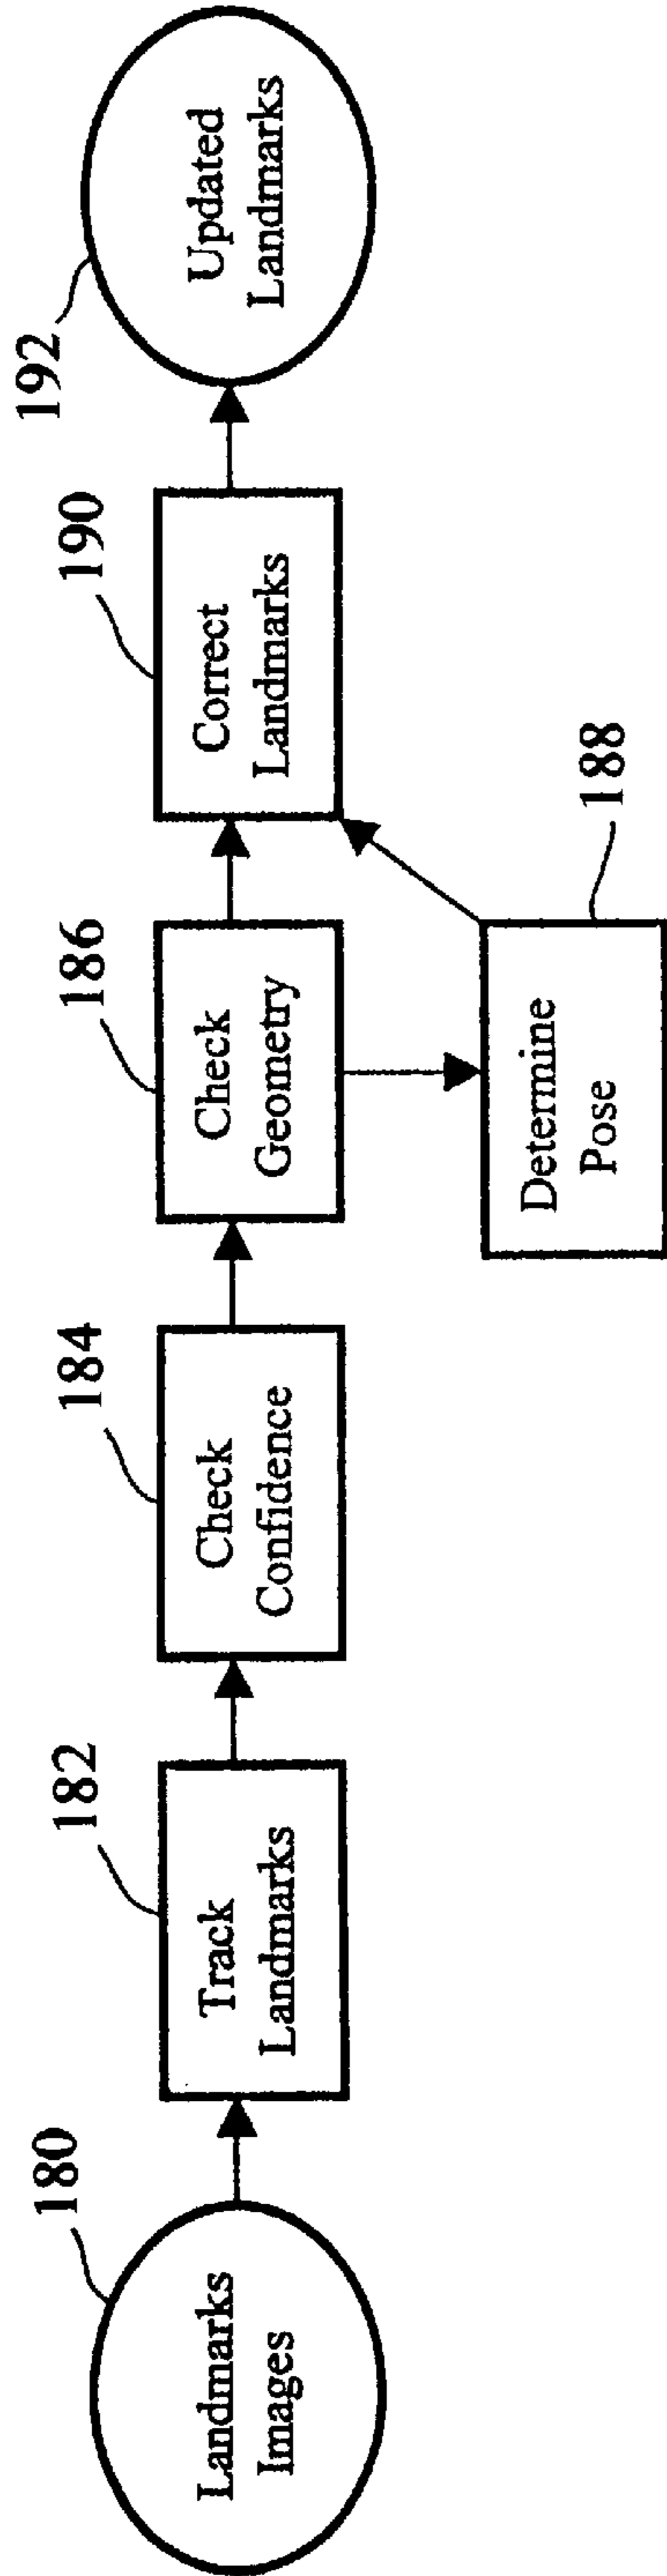 180
Landmarks
Images
182
Track
Landmarks
184
Check
Confidence
186
Check
Geometry
188
Determine
Pose
190
Correct
Landmarks
192
Updated
Landmarks